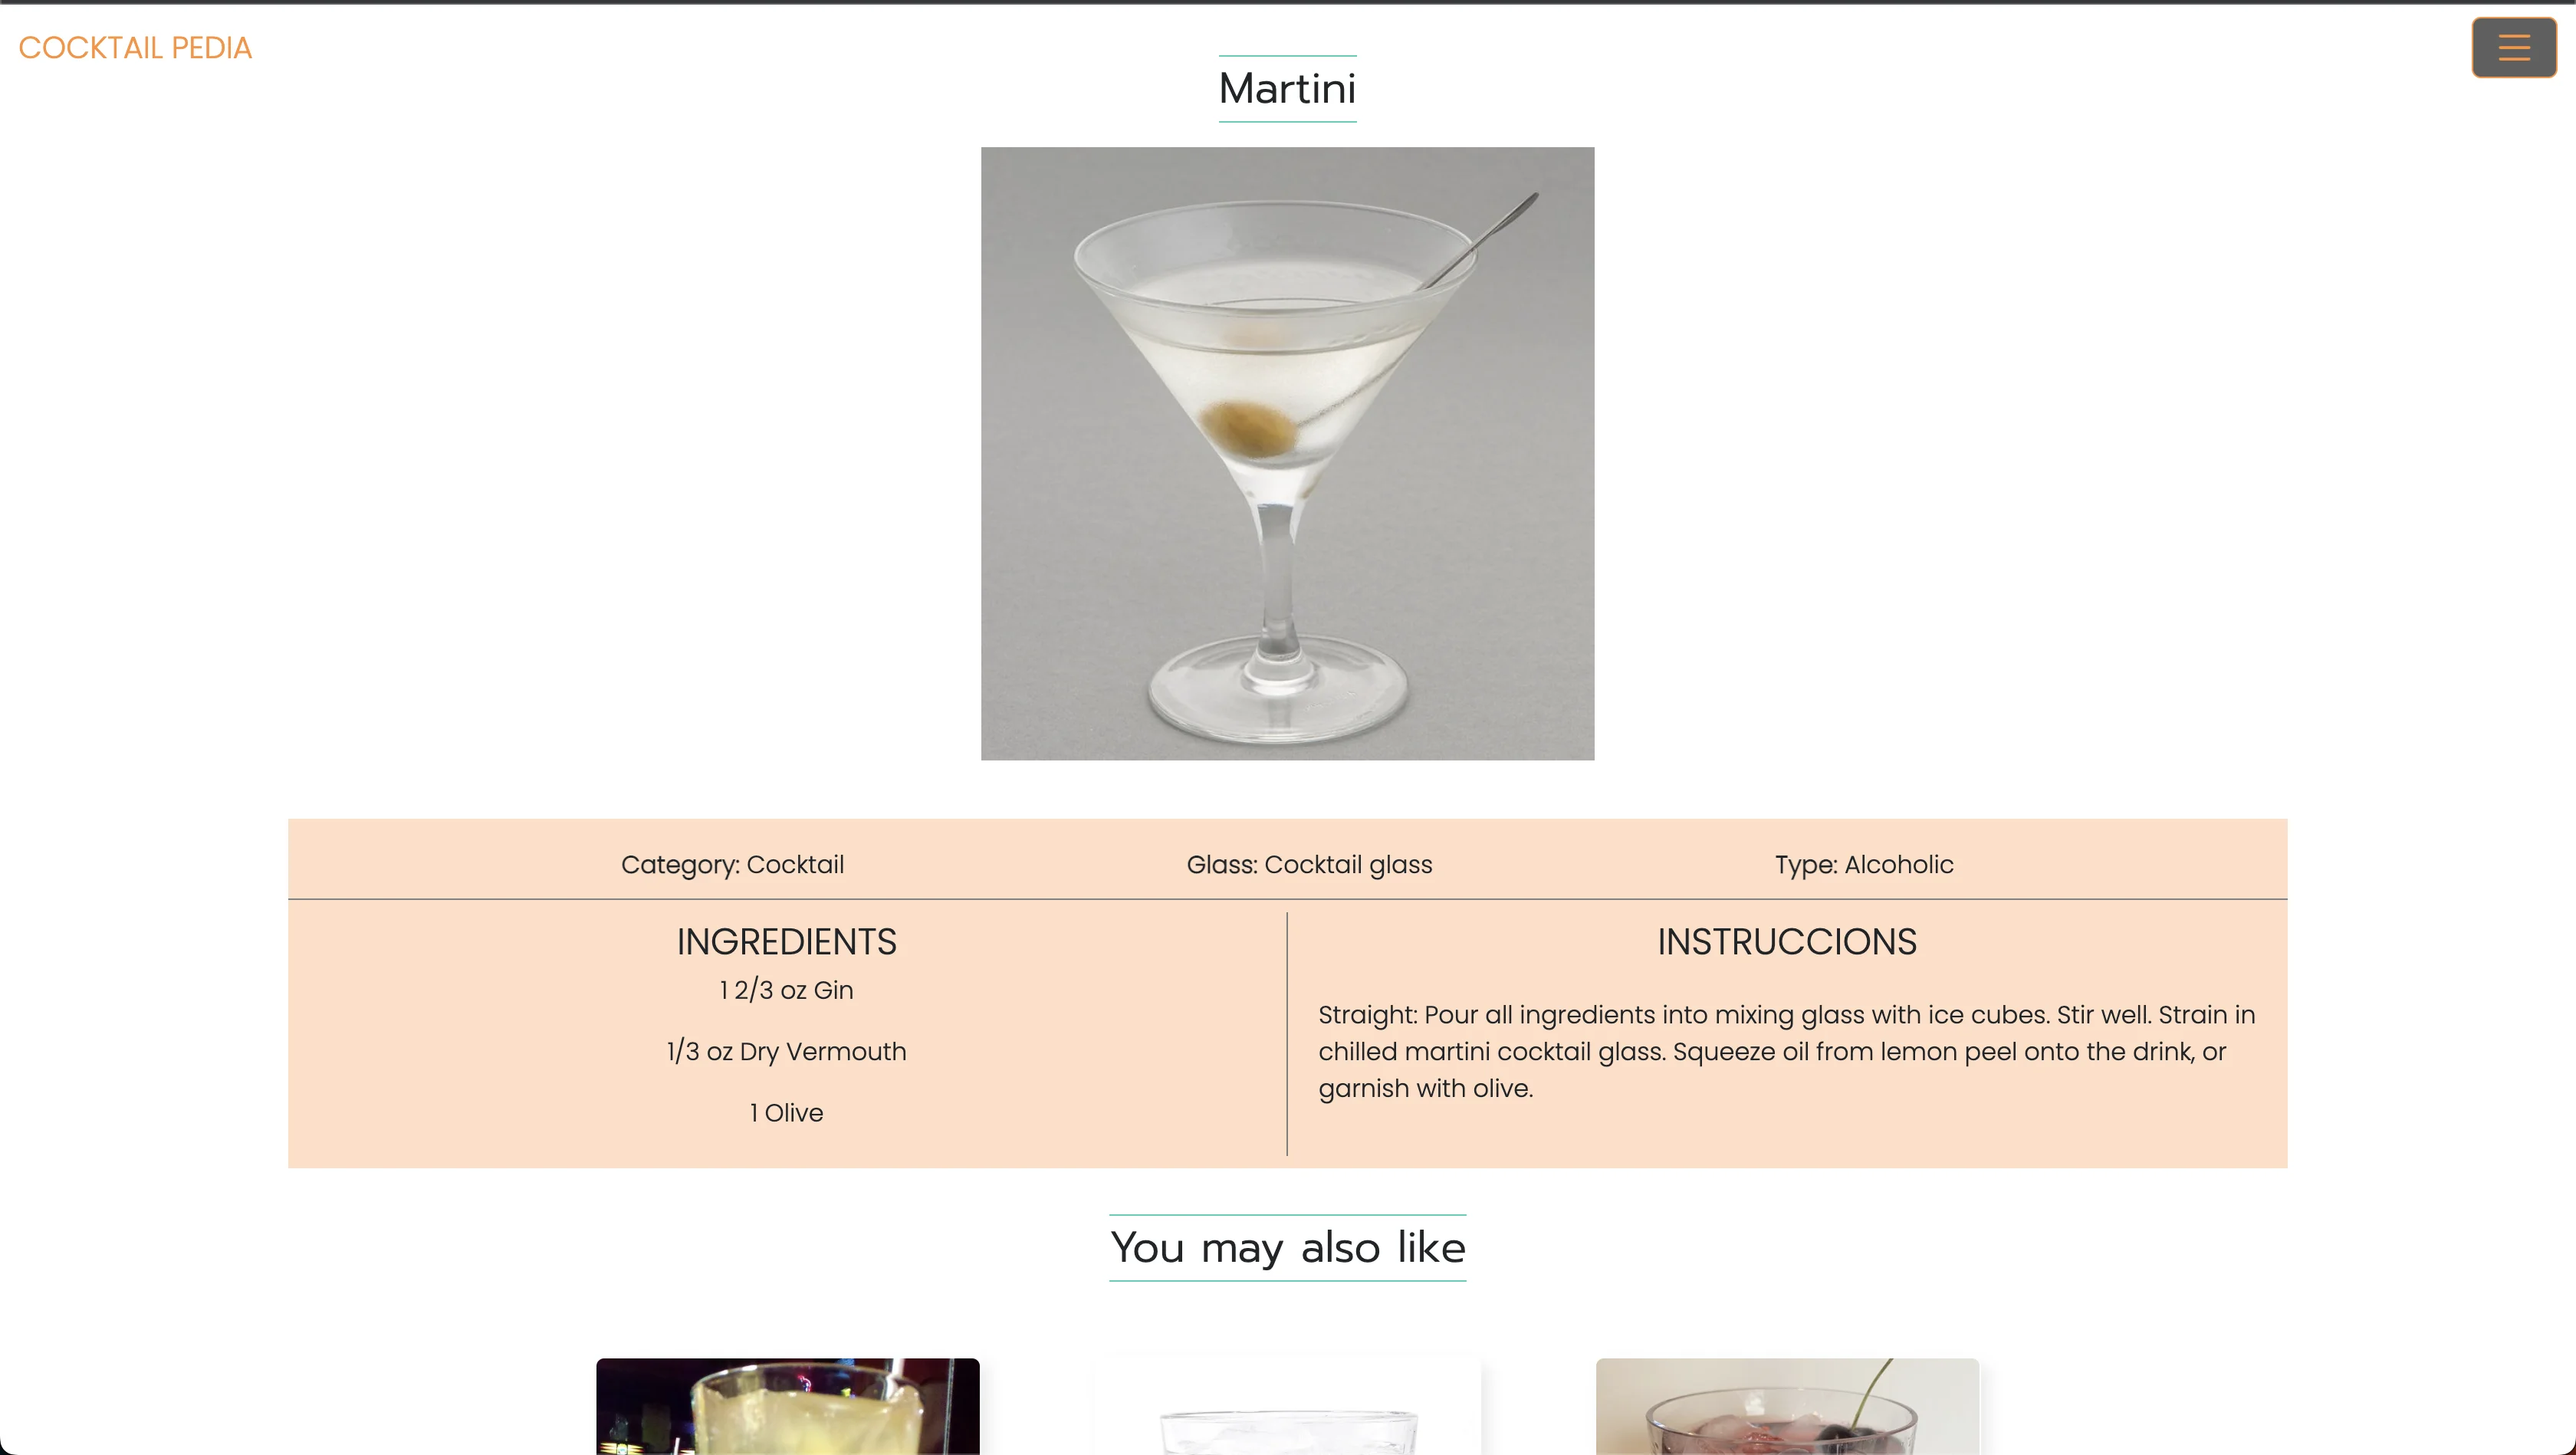 COCKTAIL PEDIA
Martini
Category: Cocktail
Glass: Cocktail glass
Type: Alcoholic
INGREDIENTS
1 2/3 oz Gin
1/3 oz Dry Vermouth
1 Olive
INSTRUCCIONS
Straight: Pour all ingredients into mixing glass with ice cubes. Stir well. Strain in
chilled martini cocktail glass. Squeeze oil from lemon peel onto the drink, or
garnish with olive.
You may also like